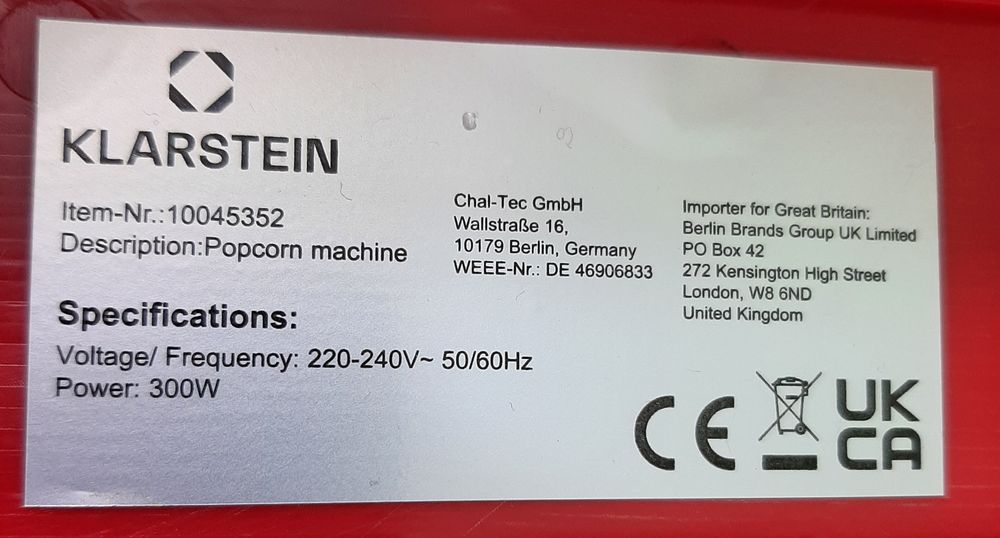 KLARSTEIN
Item-Nr.:10045352
Description:Popcorn machine
Specifications:
Voltage/ Frequency: 220-240V~ 50/60Hz
Power: 300W
Chal-Tec GmbH
Wallstraße 16,
10179 Berlin, Germany
WEEE-Nr.: DE 46906833
Importer for Great Britain:
Berlin Brands Group UK Limited
PO Box 42
272 Kensington High Street
London, W8 6ND
United Kingdom
CE
UK
CA